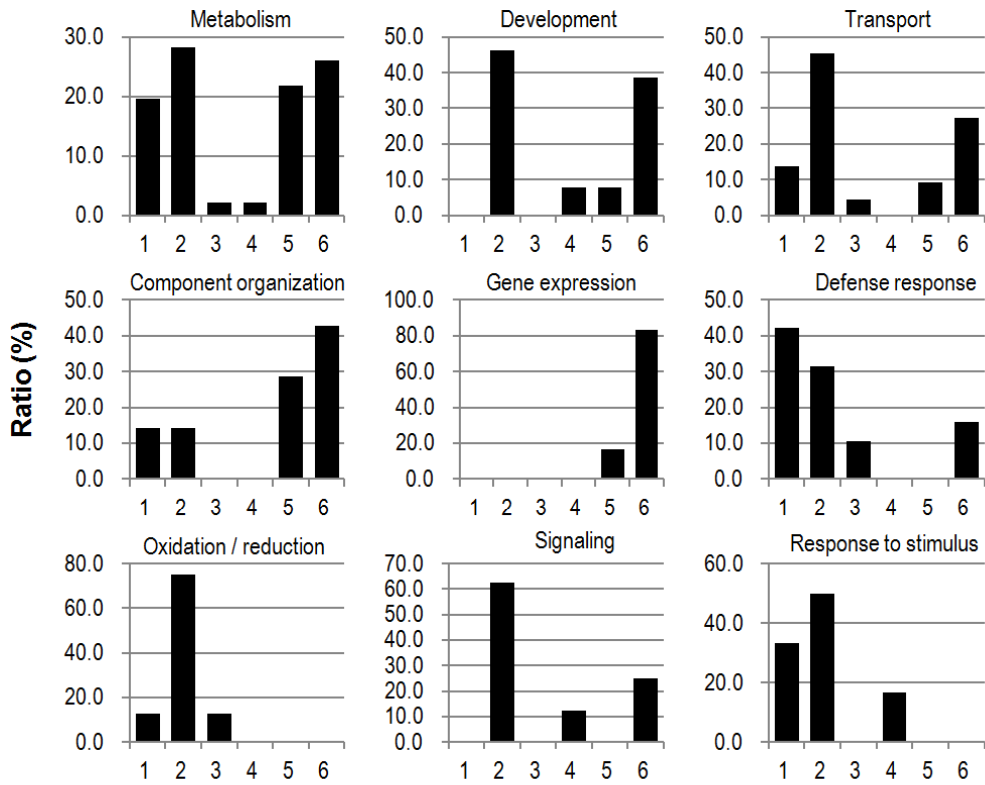 Metabolism Development Transport
30.0 50.0 50.0
40.0 40.0
20.0 30.0 30.0
20.0 20.0
10.0
10.0 10.0
0.0 0.0 0.0
1 2 3 4 5 6 1 2 3 4 5 6 1 2 3 4 5 6
Component organization Gene expression Defense response
50.0 100.0 50.0
40.0 80.0 40.0
30.0 60.0 30.0
20.0 40.0 20.0
10.0 20.0 10.0
0.0 0.0 0.0
1 2 3 4 5 6 1 2 3 4 5 6 1 2 3 4 5 6
Ratio (%)
Oxidation / reduction Signaling Response to stimulus
80.0 70.0 60.0
60.0
60.0 50.0 40.0
40.0
40.0
30.0
20.0 20.0 20.0
10.0
0.0 0.0 0.0
1 2 3 4 5 6 1 2 3 4 5 6 1 2 3 4 5 6